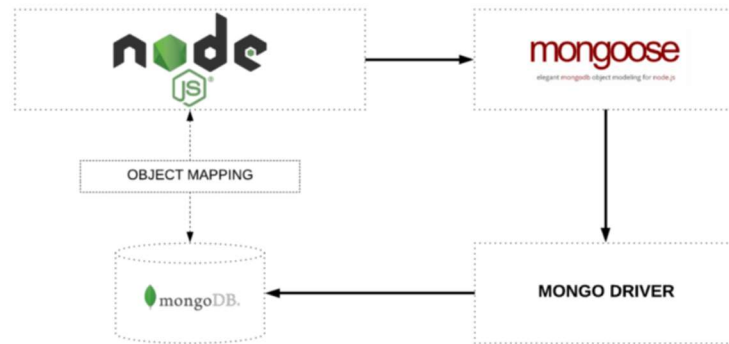 node
JS®
mongoose
elegant mongodb object modeling for node.js
OBJECT MAPPING
mongoDB.
MONGO DRIVER